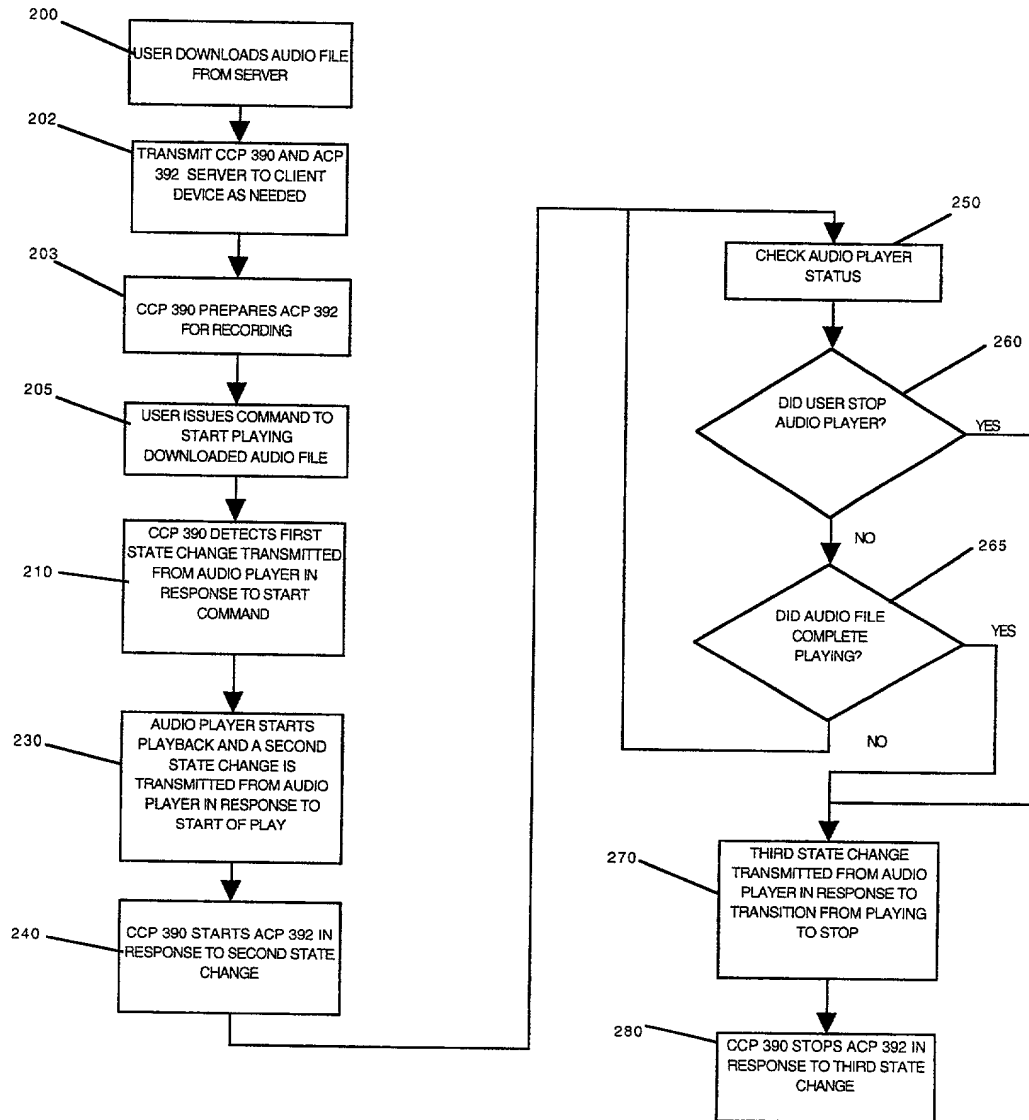 200
USER DOWNLOADS AUDIO FILE
FROM SERVER
202
TRANSMIT CCP 390 AND ACP
392 SERVER TO CLIENT
DEVICE AS NEEDED
203
CCP 390 PREPARES ACP 392
FOR RECORDING
205
USER ISSUES COMMAND TO
START PLAYING
DOWNLOADED AUDIO FILE
210
CCP 390 DETECTS FIRST
STATE CHANGE TRANSMITTED
FROM AUDIO PLAYER IN
RESPONSE TO START
COMMAND
230
AUDIO PLAYER STARTS
PLAYBACK AND A SECOND
STATE CHANGE IS
TRANSMITTED FROM AUDIO
PLAYER IN RESPONSE TO
START OF PLAY
240
CCP 390 STARTS ACP 392 IN
RESPONSE TO SECOND STATE
CHANGE
250
CHECK AUDIO PLAYER
STATUS
260
DID USER STOP
AUDIO PLAYER?
YES
NO
265
DID AUDIO FILE
COMPLETE
PLAYING?
YES
NO
270
THIRD STATE CHANGE
TRANSMITTED FROM AUDIO
PLAYER IN RESPONSE TO
TRANSITION FROM PLAYING
TO STOP
280
CCP 390 STOPS ACP 392 IN
RESPONSE TO THIRD STATE
CHANGE